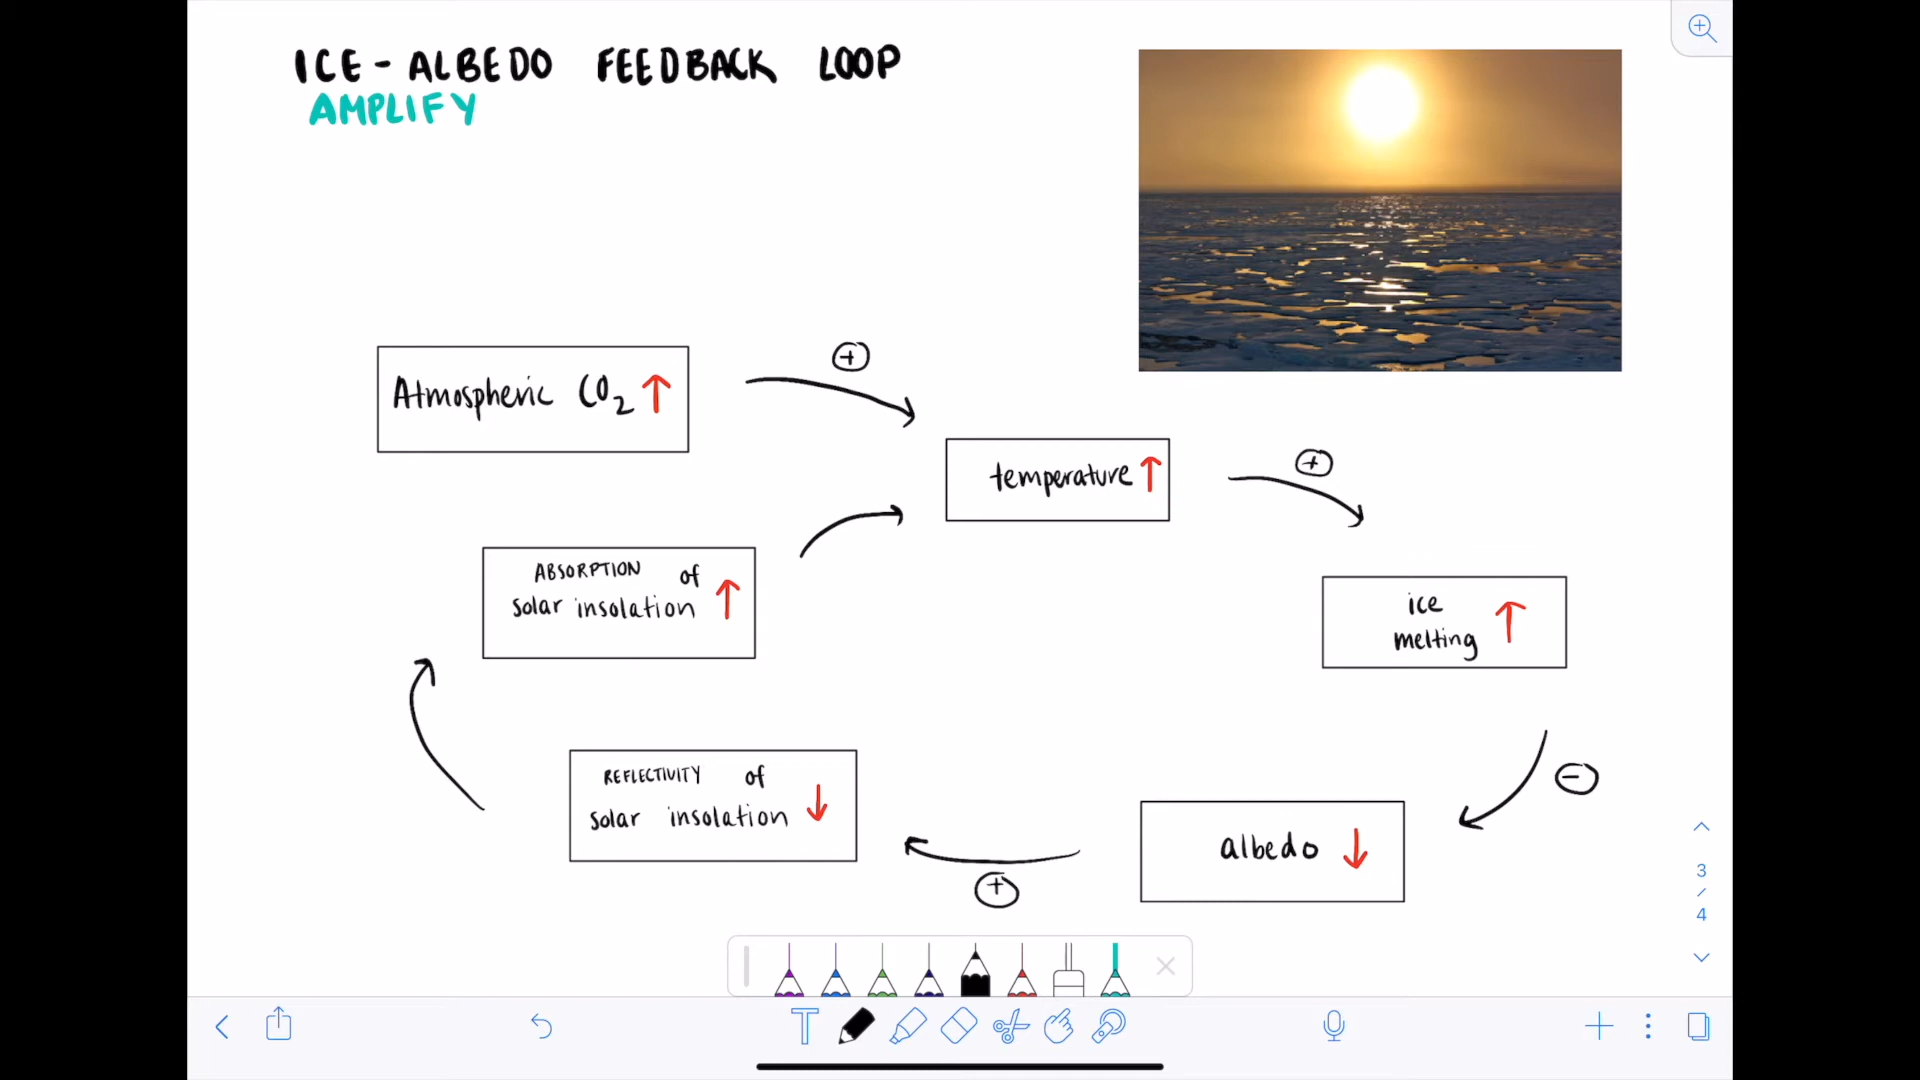 ICE-ALBEDO FEEDBACK LOOP
AMPLIFY
Atmospheric CO2 ↑
+
temperature ↑
+
ABSORPTION of
solar insolation ↑
ice
melting ↑
REFLECTIVITY of
solar insolation ↓
−
albedo ↓
+
3
/
4
T